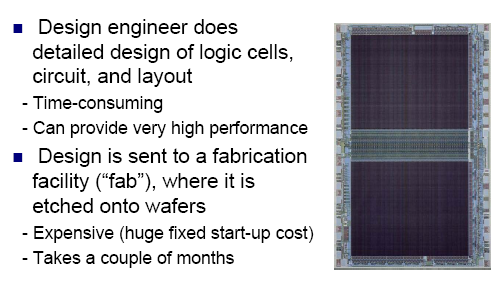 ■ Design engineer does
detailed design of logic cells,
circuit, and layout
- Time-consuming
- Can provide very high performance
■ Design is sent to a fabrication
facility (“fab”), where it is
etched onto wafers
- Expensive (huge fixed start-up cost)
- Takes a couple of months